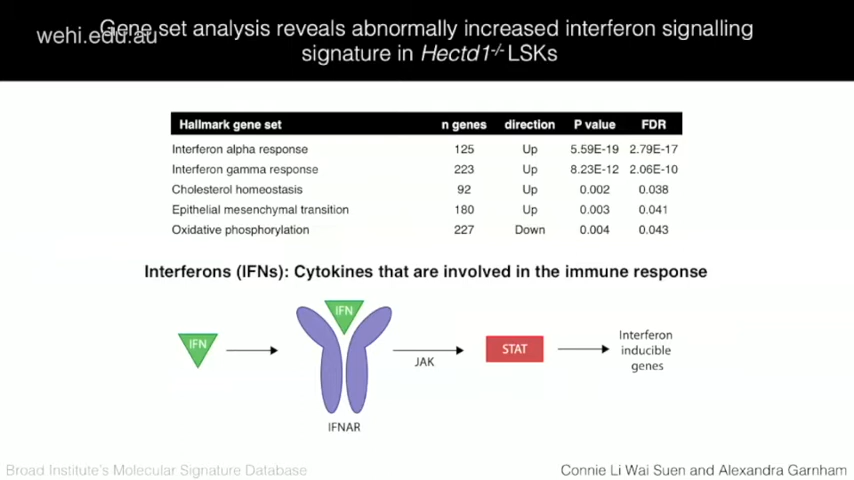 wehi.edu.au
Gene set analysis reveals abnormally increased interferon signalling
signature in Hectd1-/- LSKs
Hallmark gene set n genes direction P value FDR
Interferon alpha response 125 Up 5.59E-19 2.79E-17
Interferon gamma response 223 Up 8.23E-12 2.06E-10
Cholesterol homeostasis 92 Up 0.002 0.038
Epithelial mesenchymal transition 180 Up 0.003 0.041
Oxidative phosphorylation 227 Down 0.004 0.043
Interferons (IFNs): Cytokines that are involved in the immune response
IFN
IFN
IFNAR
JAK
STAT
Interferon
inducible
genes
Broad Institute's Molecular Signature Database
Connie Li Wai Suen and Alexandra Garnham